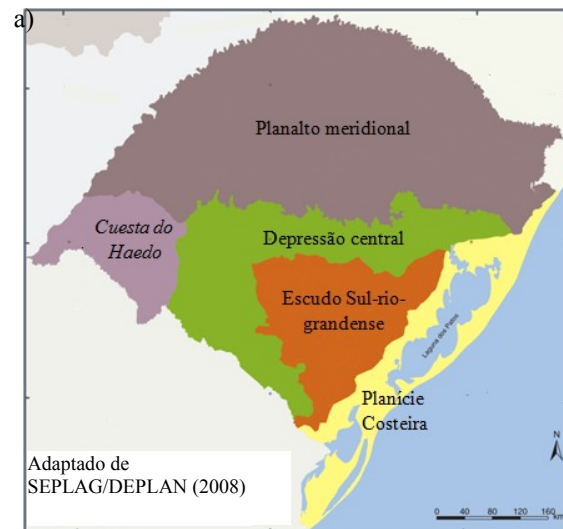 a)
Planalto meridional
Cuesta do
Haedo
Depressão central
Escudo Sul-rio-
grandense
Laguna dos Patos
Planície
Costeira
Adaptado de
SEPLAG/DEPLAN (2008)
N
0 40 80 120 160
km